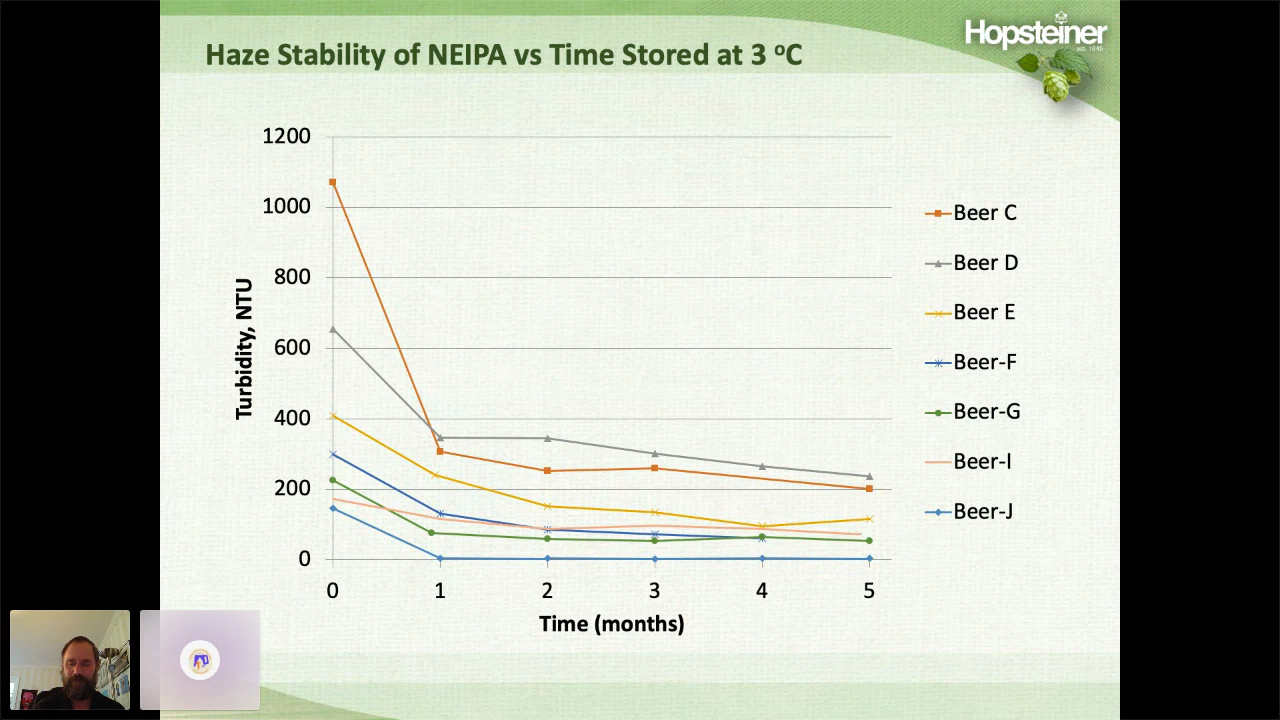 Haze Stability of NEIPA vs Time Stored at 3 ºC
Hopsteiner
est. 1845
1200
1000
800
600
400
200
0
Turbidity, NTU
0 1 2 3 4 5
Time (months)
Beer C
Beer D
Beer E
Beer-F
Beer-G
Beer-I
Beer-J